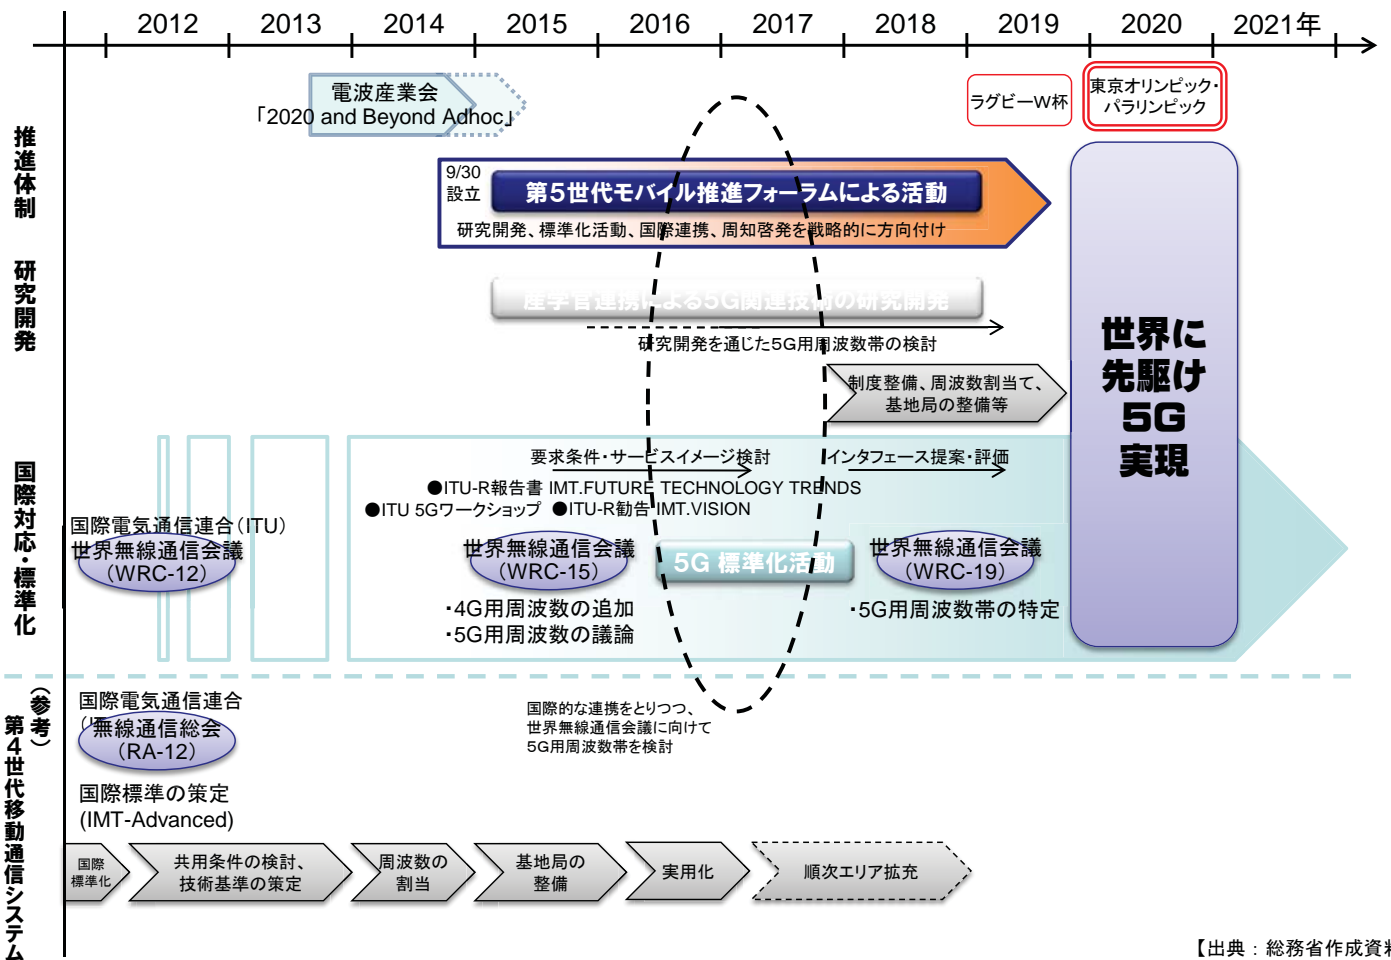 2012 2013 2014 2015 2016 2017 2018 2019 2020 2021年
電波産業会
「2020 and Beyond Adhoc」
ラグビーW杯
東京オリンピック・
パラリンピック
推進体制
9/30
設立
第5世代モバイル推進フォーラムによる活動
研究開発、標準化活動、国際連携、周知啓発を戦略的に方向付け
研究開発
産学官連携による5G関連技術の研究開発
研究開発を通じた5G用周波数帯の検討
制度整備、周波数割当て、
基地局の整備等
世界に
先駆け
5G
実現
国際対応・標準化
要求条件・サービスイメージ検討
インタフェース提案・評価
●ITU-R報告書 IMT.FUTURE TECHNOLOGY TRENDS
●ITU 5Gワークショップ ●ITU-R勧告 IMT.VISION
国際電気通信連合(ITU)
世界無線通信会議
(WRC-12)
世界無線通信会議
(WRC-15)
5G 標準化活動
世界無線通信会議
(WRC-19)
・4G用周波数の追加
・5G用周波数の議論
・5G用周波数帯の特定
(参考)
第4世代移動通信システム
国際電気通信連合
無線通信総会
(RA-12)
国際的な連携をとりつつ、
世界無線通信会議に向けて
5G用周波数帯を検討
国際標準の策定
(IMT-Advanced)
国際
標準化
共用条件の検討、
技術基準の策定
周波数の
割当
基地局の
整備
実用化
順次エリア拡充
【出典：総務省作成資料